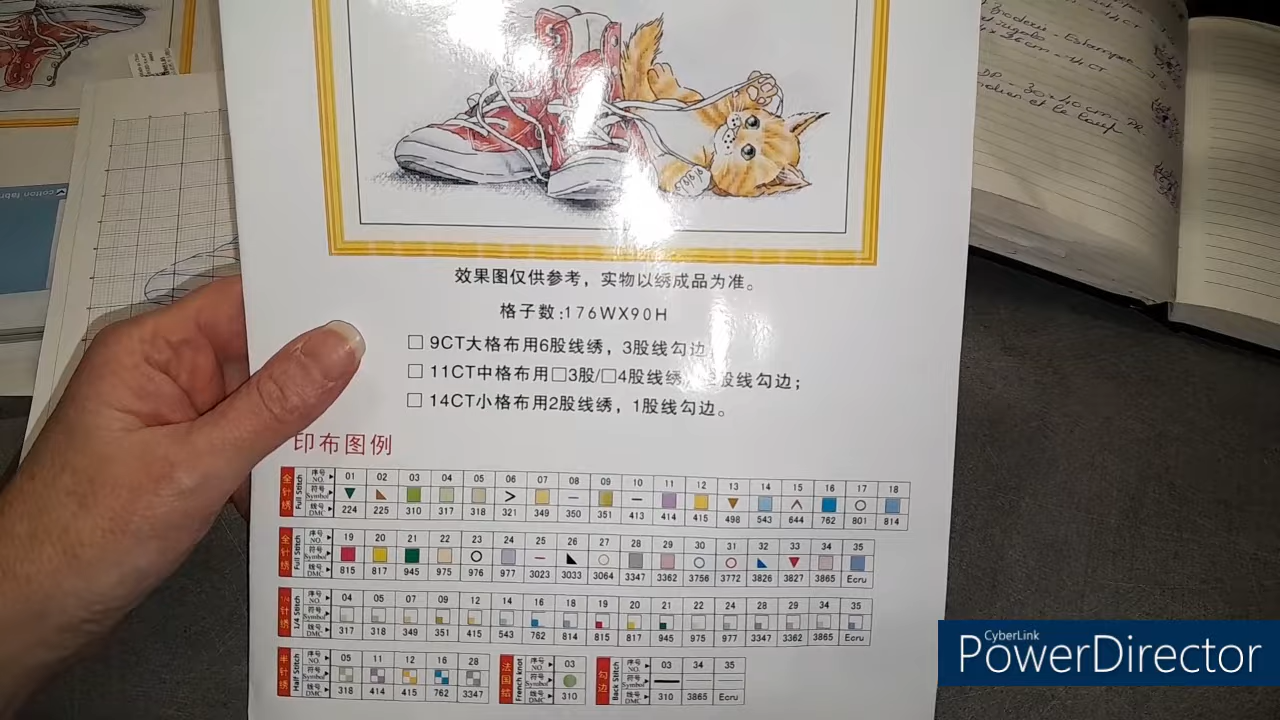 效果图仅供参考，实物以绣成品为准。
格子数:176WX90H
□ 9CT大格布用6股线绣，3股线勾边
□ 11CT中格布用□3股/□4股线绣 股线勾边；
□ 14CT小格布用2股线绣，1股线勾边。
印布图例
全针绣 Full Stitch
序号 NO. 01 02 03 04 05 06 07 08 09 10 11 12 13 14 15 16 17 18
符号 Symbol
线号 DMC 224 225 310 317 318 321 349 350 351 413 414 415 498 543 644 762 801 814
全针绣 Full Stitch
序号 NO. 19 20 21 22 23 24 25 26 27 28 29 30 31 32 33 34 35
符号 Symbol
线号 DMC 815 817 945 975 976 977 3023 3033 3064 3347 3362 3756 3772 3826 3827 3865 Ecru
1/4针绣 1/4 Stitch
序号 NO. 04 05 07 09 12 14 16 18 19 20 21 22 24 28 29 34 35
符号 Symbol
线号 DMC 317 318 349 351 415 543 762 814 815 817 945 975 977 3347 3362 3865 Ecru
半针绣 Half Stitch
序号 NO. 05 11 12 16 28
符号 Symbol
线号 DMC 318 414 415 762 3347
法国结 French knot
序号 NO. 03
符号 Symbol
线号 DMC 310
勾边 Back Stitch
序号 NO. 03 34 35
符号 Symbol
线号 DMC 310 3865 Ecru
cotton fabr
14CT
30x40cm
et le loup
CyberLink
PowerDirector